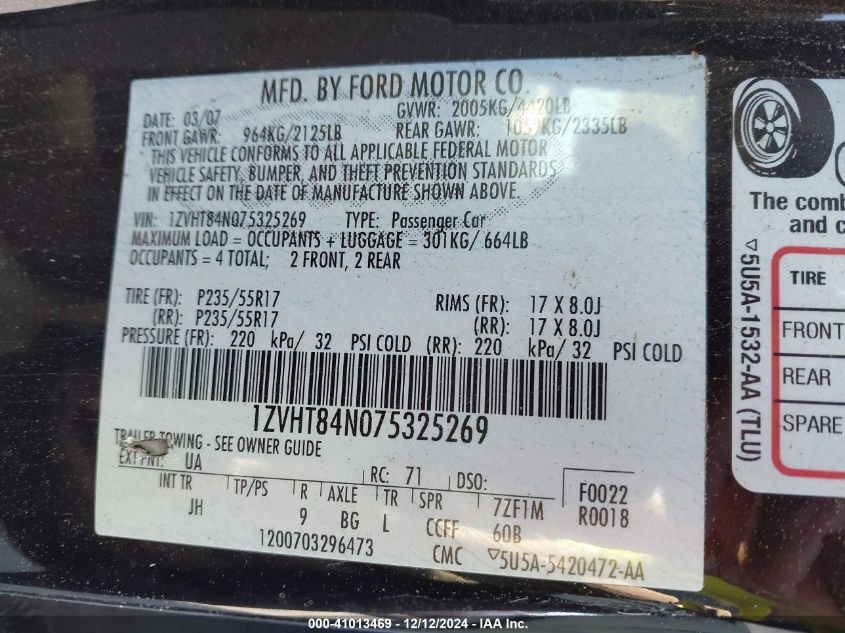 MFD. BY FORD MOTOR CO.
DATE: 03/07
GVWR: 2005KG/4420LB
FRONT GAWR: 964KG/2125LB
REAR GAWR: 1059KG/2335LB
THIS VEHICLE CONFORMS TO ALL APPLICABLE FEDERAL MOTOR
VEHICLE SAFETY, BUMPER, AND THEFT PREVENTION STANDARDS
IN EFFECT ON THE DATE OF MANUFACTURE SHOWN ABOVE.
VIN: 1ZVHT84N075325269 TYPE: Passenger Car
MAXIMUM LOAD = OCCUPANTS + LUGGAGE = 301KG/ 664LB
OCCUPANTS = 4 TOTAL; 2 FRONT, 2 REAR
TIRE (FR): P235/55R17 RIMS (FR): 17 X 8.0J
(RR): P235/55R17 (RR): 17 X 8.0J
PRESSURE (FR): 220 kPa/ 32 PSI COLD (RR): 220 kPa/ 32 PSI COLD
1ZVHT84N075325269
TRAILER TOWING - SEE OWNER GUIDE
EXT PNT: UA RC: 71 DSO:
INT TR TP/PS R AXLE TR SPR 7ZF1M F0022
JH 9 BG L CCFF 60B R0018
1200703296473 CMC ▽5U5A-5420472-AA
The comb
and c
TIRE
FRONT
REAR
SPARE
▽5U5A-1532-AA (TLU)
000-41013469 - 12/12/2024 - IAA Inc.